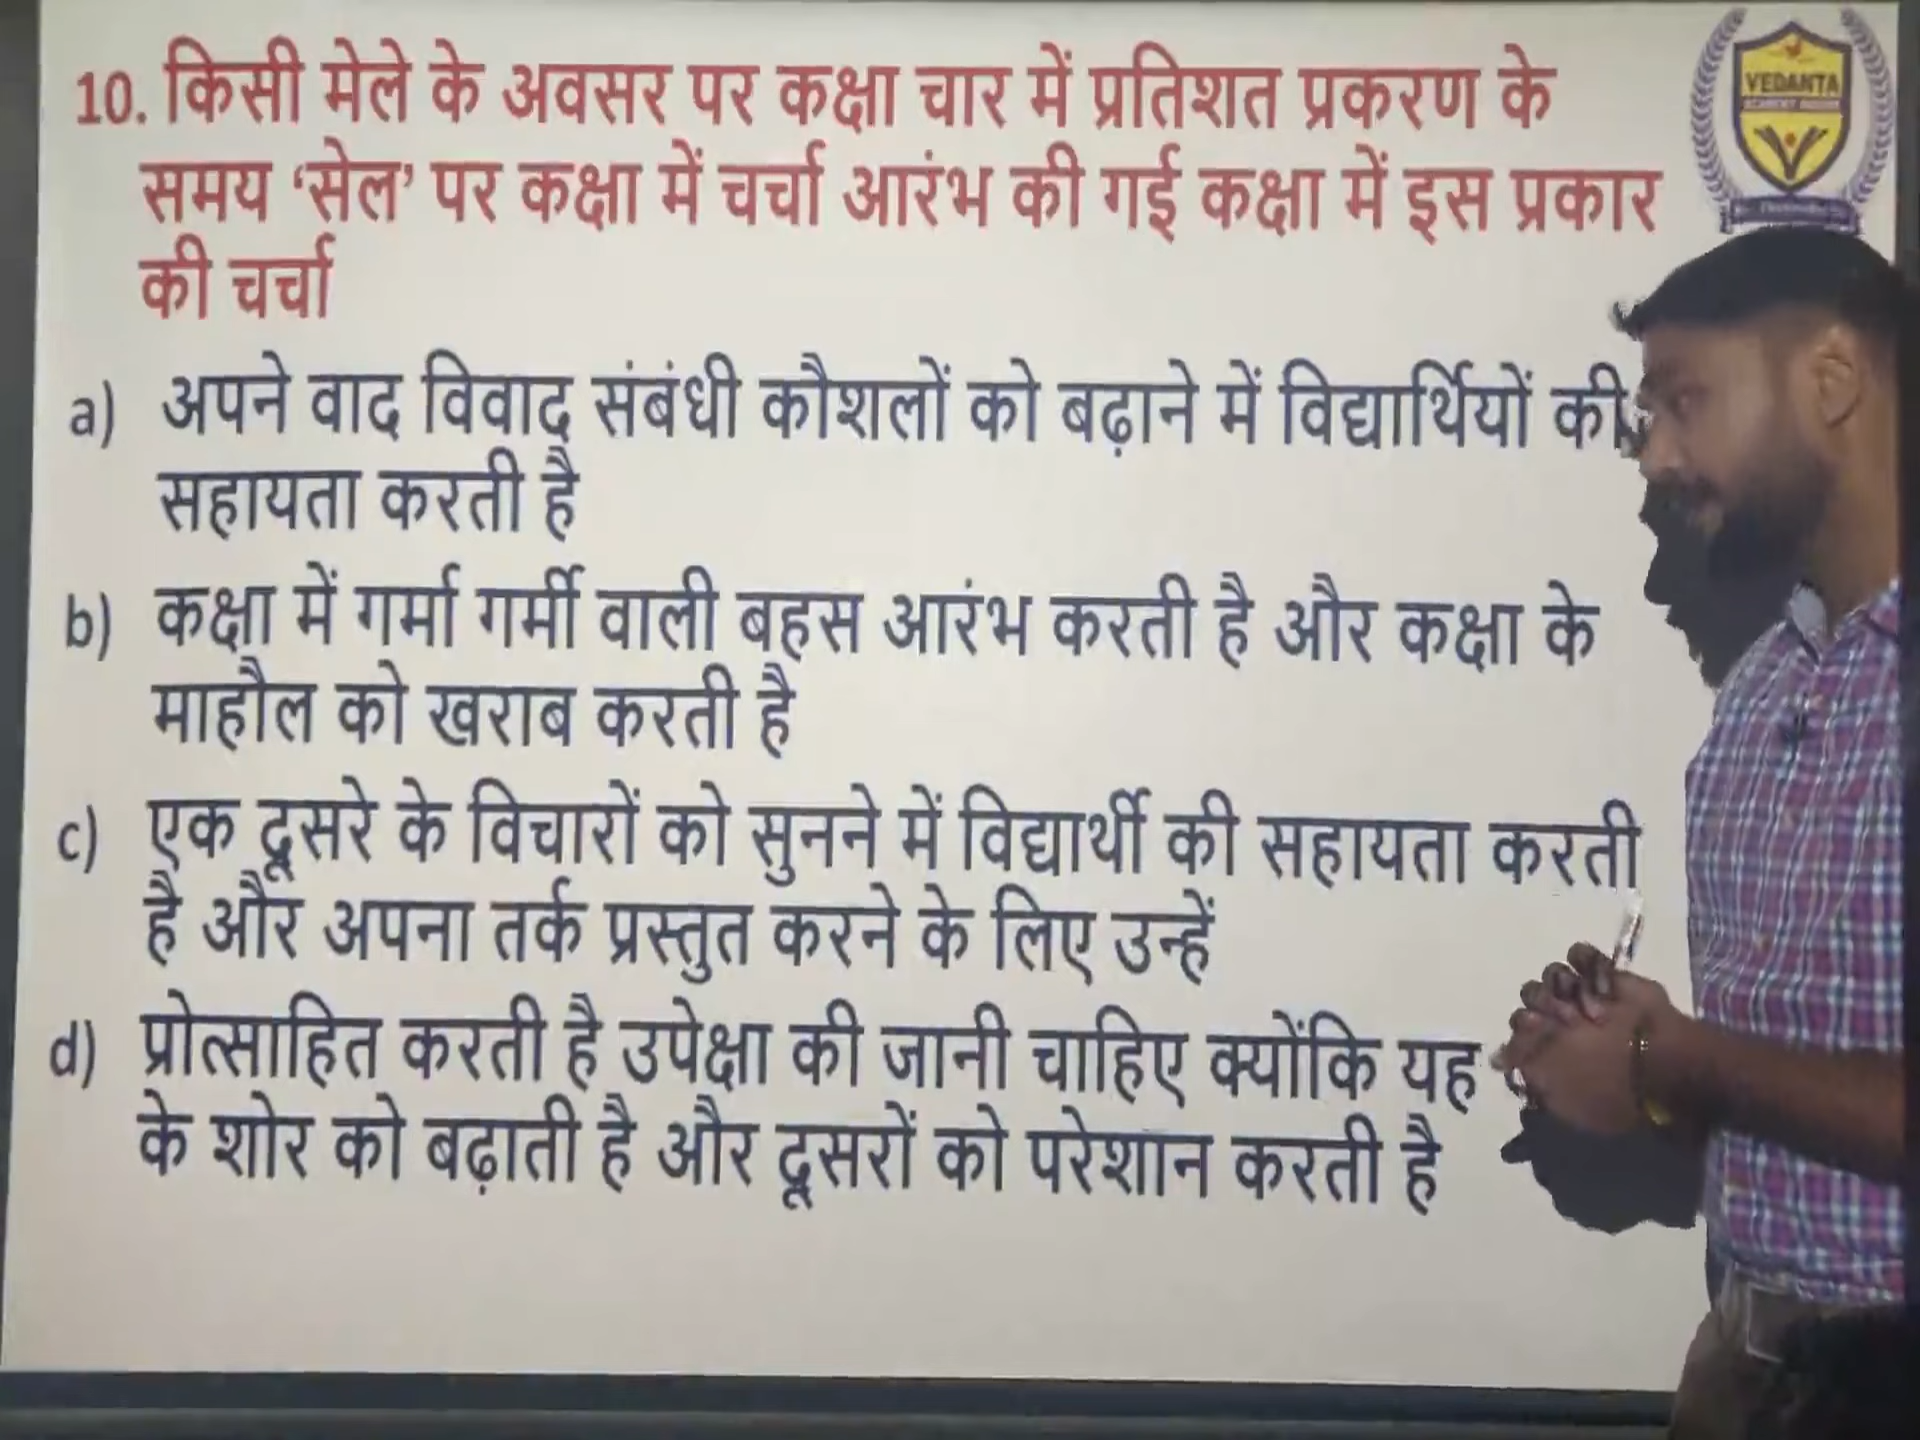 10. किसी मेले के अवसर पर कक्षा चार में प्रतिशत प्रकरण के
समय ‘सेल’ पर कक्षा में चर्चा आरंभ की गई कक्षा में इस प्रकार
की चर्चा
VEDANTA
a) अपने वाद विवाद संबंधी कौशलों को बढ़ाने में विद्यार्थियों की
सहायता करती है
b) कक्षा में गर्मा गर्मी वाली बहस आरंभ करती है और कक्षा के
माहौल को खराब करती है
c) एक दूसरे के विचारों को सुनने में विद्यार्थी की सहायता करती
है और अपना तर्क प्रस्तुत करने के लिए उन्हें
d) प्रोत्साहित करती है उपेक्षा की जानी चाहिए क्योंकि यह
के शोर को बढ़ाती है और दूसरों को परेशान करती है